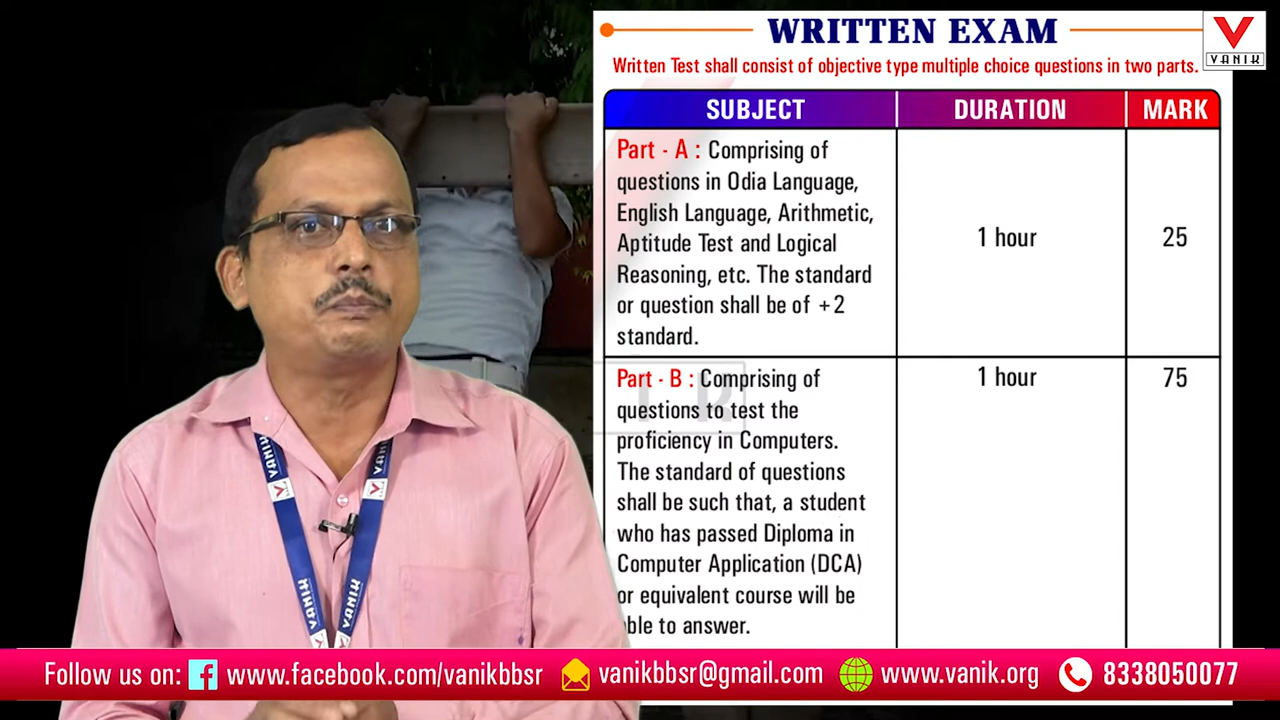 WRITTEN EXAM
VANIK
Written Test shall consist of objective type multiple choice questions in two parts.
SUBJECT DURATION MARK
Part - A : Comprising of
questions in Odia Language,
English Language, Arithmetic,
Aptitude Test and Logical
Reasoning, etc. The standard
or question shall be of +2
standard.
1 hour
25
Part - B : Comprising of
questions to test the
proficiency in Computers.
The standard of questions
shall be such that, a student
who has passed Diploma in
Computer Application (DCA)
or equivalent course will be
able to answer.
1 hour
75
VANIK
VANIK
VANIK
VANIK
Follow us on: www.facebook.com/vanikbbsr vanikbbsr@gmail.com www.vanik.org 8338050077